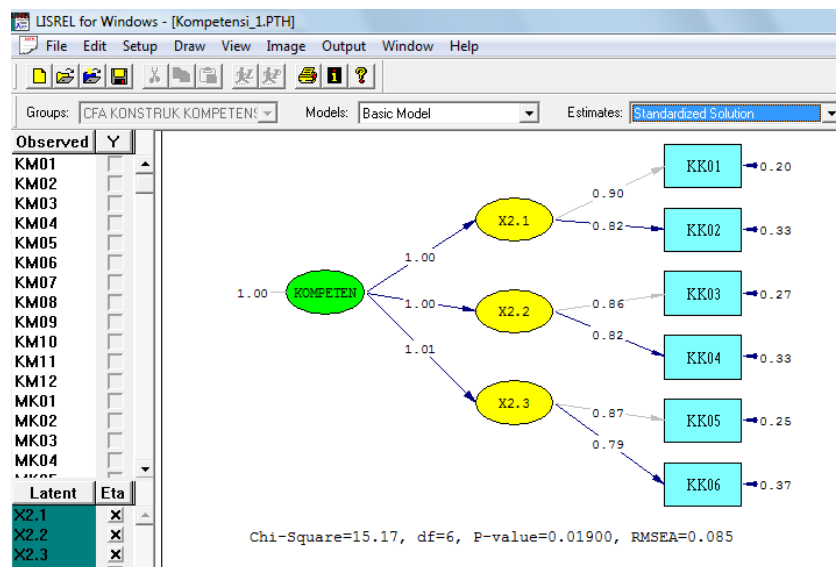 LISREL for Windows - [Kompetensi_1.PTH]
File Edit Setup Draw View Image Output Window Help
Groups: CFA KONSTRUK KOMPETENS Models: Basic Model Estimates: Standardized Solution
Observed Y
KM01
KM02
KM03
KM04
KM05
KM06
KM07
KM08
KM09
KM10
KM11
KM12
MK01
MK02
MK03
MK04
Latent Eta
X2.1
X2.2
X2.3
1.00 KOMPETEN
1.00
1.00
1.01
X2.1
X2.2
X2.3
0.90
0.82
0.86
0.82
0.87
0.79
KK01 0.20
KK02 0.33
KK03 0.27
KK04 0.33
KK05 0.25
KK06 0.37
Chi-Square=15.17, df=6, P-value=0.01900, RMSEA=0.085